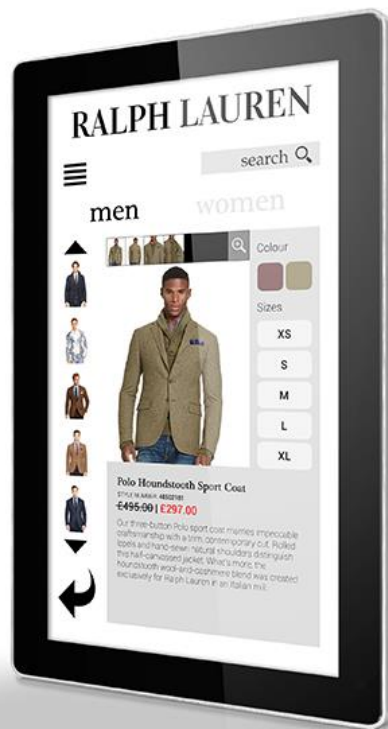 RALPH LAUREN
search
men
women
Colour
Sizes
XS
S
M
L
XL
Polo Houndstooth Sport Coat
STYLE NUMBER: 48502181
£495.00 | £297.00
Our three-button Polo sport coat marries impeccable
craftsmanship with a trim, contemporary cut. Rolled
lapels and hand-sewn natural shoulders distinguish
this half-canvassed jacket. What's more, the
houndstooth wool-and-cashmere blend was created
exclusively for Ralph Lauren in an Italian mill.